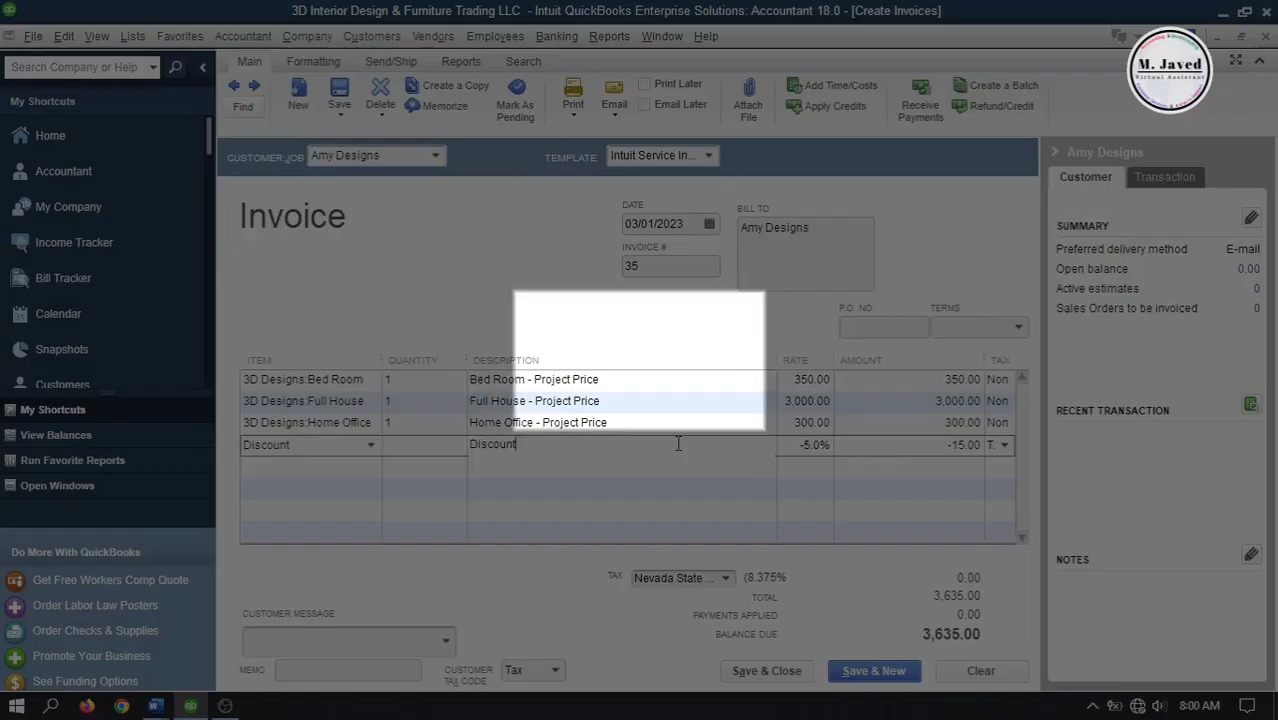 3D Interior Design & Furniture Trading LLC - Intuit QuickBooks Enterprise Solutions: Accountant 18.0 - [Create Invoices]
File Edit View Lists Favorites Accountant Company Customers Vendors Employees Banking Reports Window Help
Search Company or Help
My Shortcuts
Home
Accountant
My Company
Income Tracker
Bill Tracker
Calendar
Snapshots
Customers
My Shortcuts
View Balances
Run Favorite Reports
Open Windows
Do More With QuickBooks
Get Free Workers Comp Quote
Order Labor Law Posters
Order Checks & Supplies
Promote Your Business
See Funding Options
Main Formatting Send/Ship Reports Search
Find
New
Save
Delete
Create a Copy
Memorize
Mark As
Pending
Print
Email
Print Later
Email Later
Attach
File
Add Time/Costs
Apply Credits
Receive
Payments
Create a Batch
Refund/Credit
M. Javed
Virtual Assistant
CUSTOMER:JOB Amy Designs
TEMPLATE Intuit Service In...
Invoice
DATE
03/01/2023
INVOICE #
35
BILL TO
Amy Designs
P.O. NO. TERMS
ITEM QUANTITY DESCRIPTION RATE AMOUNT TAX
3D Designs:Bed Room 1 Bed Room - Project Price 350.00 350.00 Non
3D Designs:Full House 1 Full House - Project Price 3,000.00 3,000.00 Non
3D Designs:Home Office 1 Home Office - Project Price 300.00 300.00 Non
Discount Discount -5.0% -15.00 T.
TAX Nevada State ... (8.375% 0.00
TOTAL 3,635.00
PAYMENTS APPLIED 0.00
BALANCE DUE 3,635.00
CUSTOMER MESSAGE
MEMO
CUSTOMER
TAX CODE
Tax
Save & Close Save & New Clear
Amy Designs
Customer Transaction
SUMMARY
Preferred delivery method E-mail
Open balance 0.00
Active estimates 0
Sales Orders to be invoiced 0
RECENT TRANSACTION
NOTES
8:00 AM